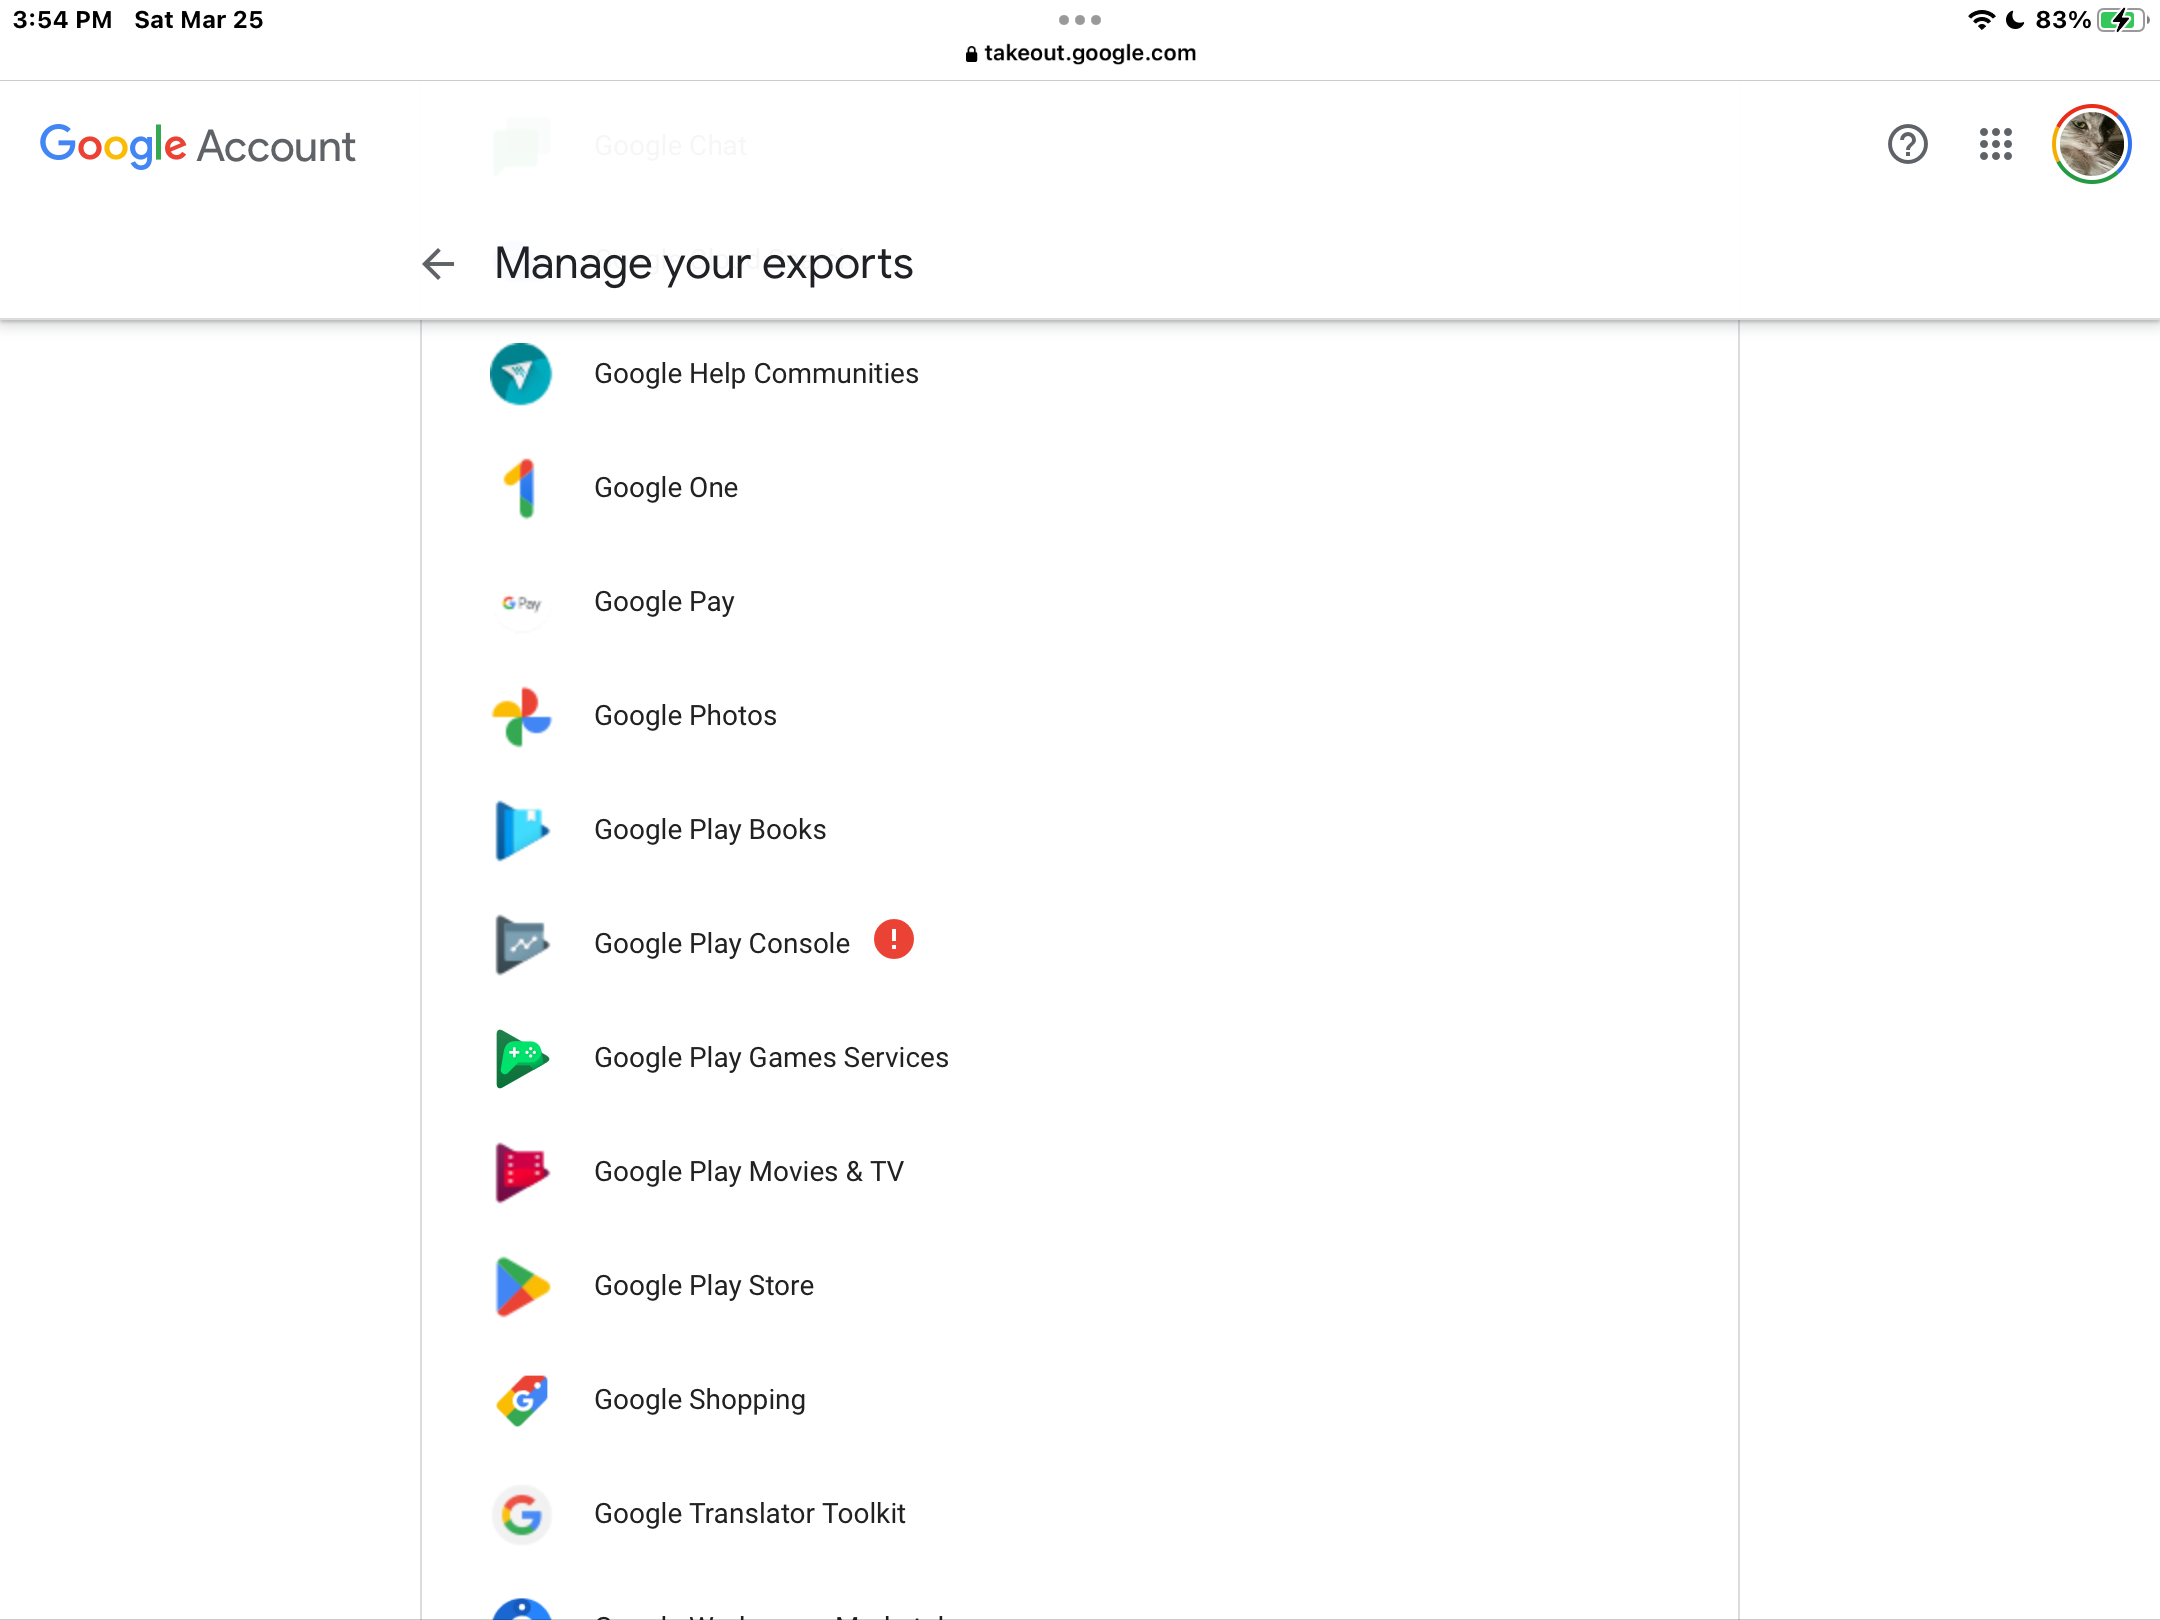 3:54 PM Sat Mar 25
83%
takeout.google.com
Google Account
Google Chat
Manage your exports
Google Help Communities
Google One
G Pay
Google Pay
Google Photos
Google Play Books
Google Play Console
Google Play Games Services
Google Play Movies & TV
Google Play Store
Google Shopping
Google Translator Toolkit